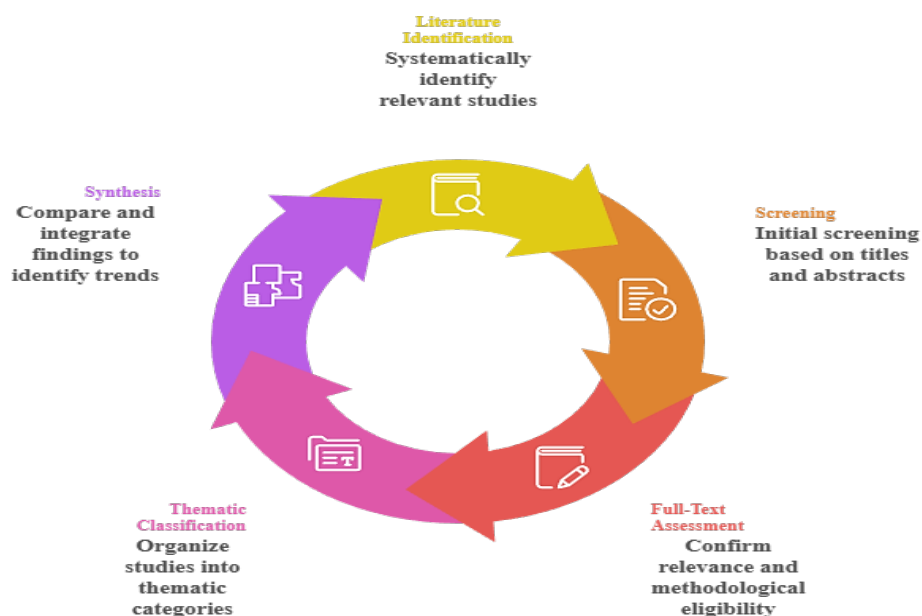 Literature
Identification
Systematically
identify
relevant studies
Screening
Initial screening
based on titles
and abstracts
Full-Text
Assessment
Confirm
relevance and
methodological
eligibility
Thematic
Classification
Organize
studies into
thematic
categories
Synthesis
Compare and
integrate
findings to
identify trends
T